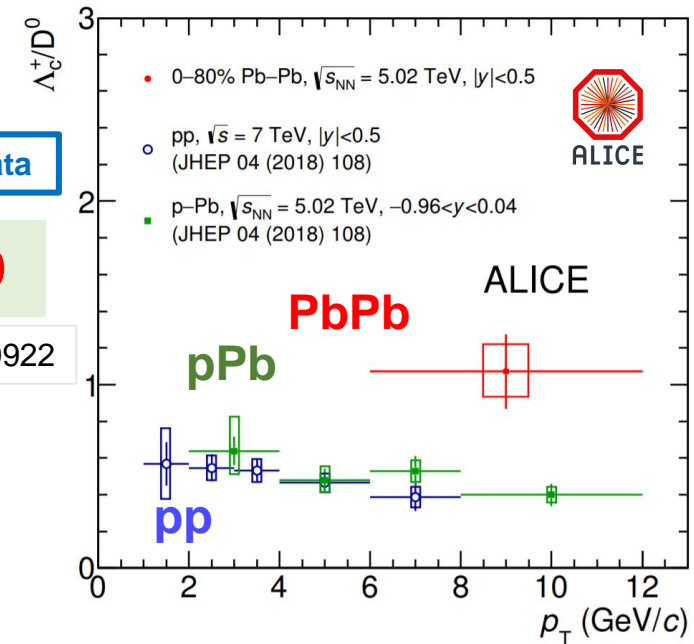 Λc+/D0
3
2
1
0
0–80% Pb–Pb, √sNN = 5.02 TeV, |y|<0.5
pp, √s = 7 TeV, |y|<0.5
(JHEP 04 (2018) 108)
p–Pb, √sNN = 5.02 TeV, −0.96<y<0.04
(JHEP 04 (2018) 108)
ALICE
ALICE
PbPb
pPb
pp
ta
)
9922
0 2 4 6 8 10 12
pT (GeV/c)